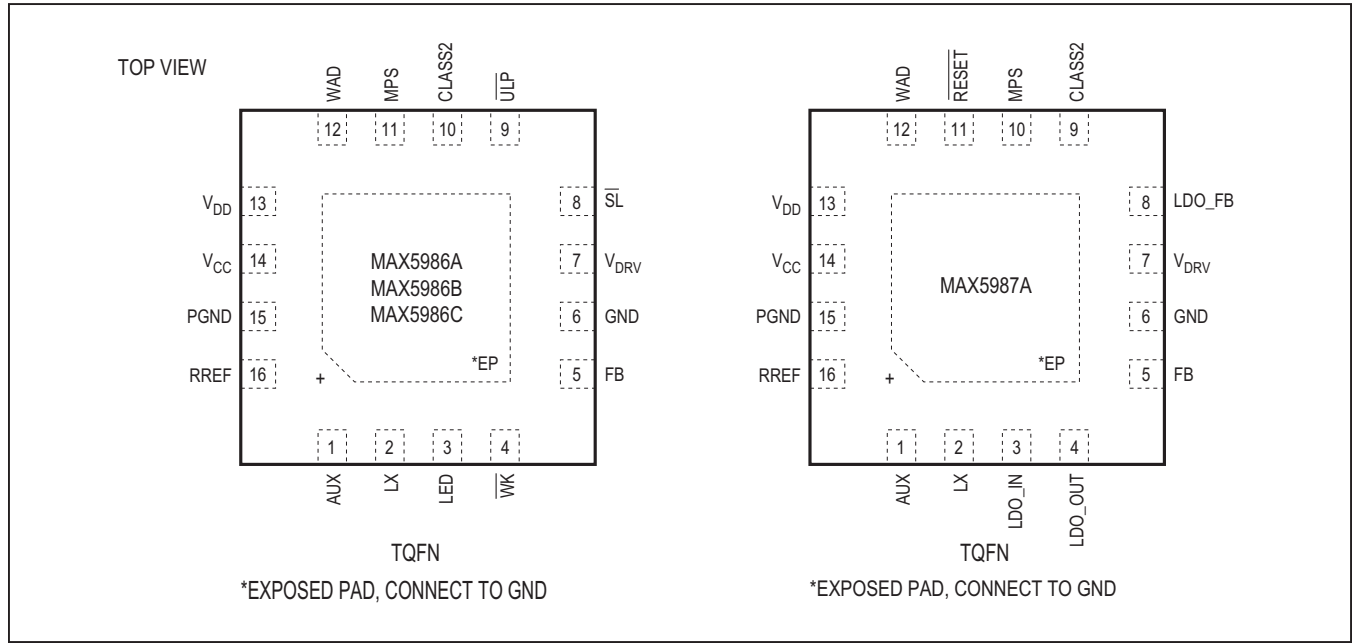 TOP VIEW
WAD
MPS
CLASS2
U̅L̅P̅
12
11
10
9
VDD
13
8
S̅L̅
VCC
14
7
VDRV
PGND
15
6
GND
RREF
16
5
FB
MAX5986A
MAX5986B
MAX5986C
*EP
+
1
2
3
4
AUX
LX
LED
W̅K̅
TQFN
*EXPOSED PAD, CONNECT TO GND
WAD
R̅E̅S̅E̅T̅
MPS
CLASS2
12
11
10
9
VDD
13
8
LDO_FB
VCC
14
7
VDRV
PGND
15
6
GND
RREF
16
5
FB
MAX5987A
*EP
+
1
2
3
4
AUX
LX
LDO_IN
LDO_OUT
TQFN
*EXPOSED PAD, CONNECT TO GND